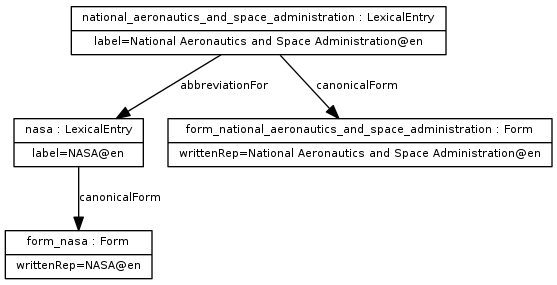 national_aeronautics_and_space_administration : LexicalEntry
label=National Aeronautics and Space Administration@en
abbreviationFor
canonicalForm
nasa : LexicalEntry
label=NASA@en
form_national_aeronautics_and_space_administration : Form
writtenRep=National Aeronautics and Space Administration@en
canonicalForm
form_nasa : Form
writtenRep=NASA@en